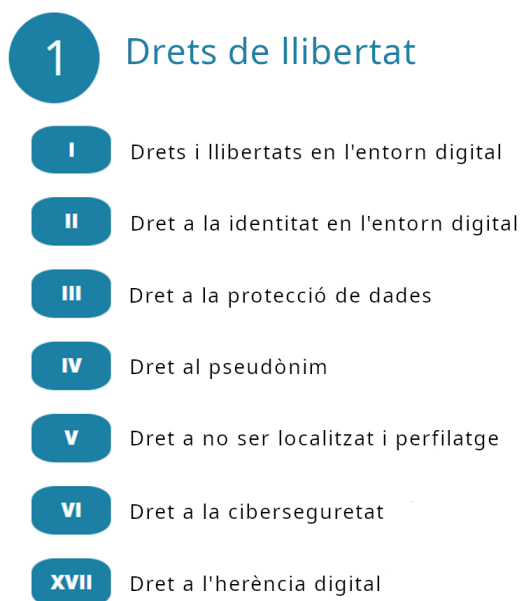 1 Drets de llibertat
I Drets i llibertats en l'entorn digital
II Dret a la identitat en l'entorn digital
III Dret a la protecció de dades
IV Dret al pseudònim
V Dret a no ser localitzat i perfilatge
VI Dret a la ciberseguretat
XVII Dret a l'herència digital